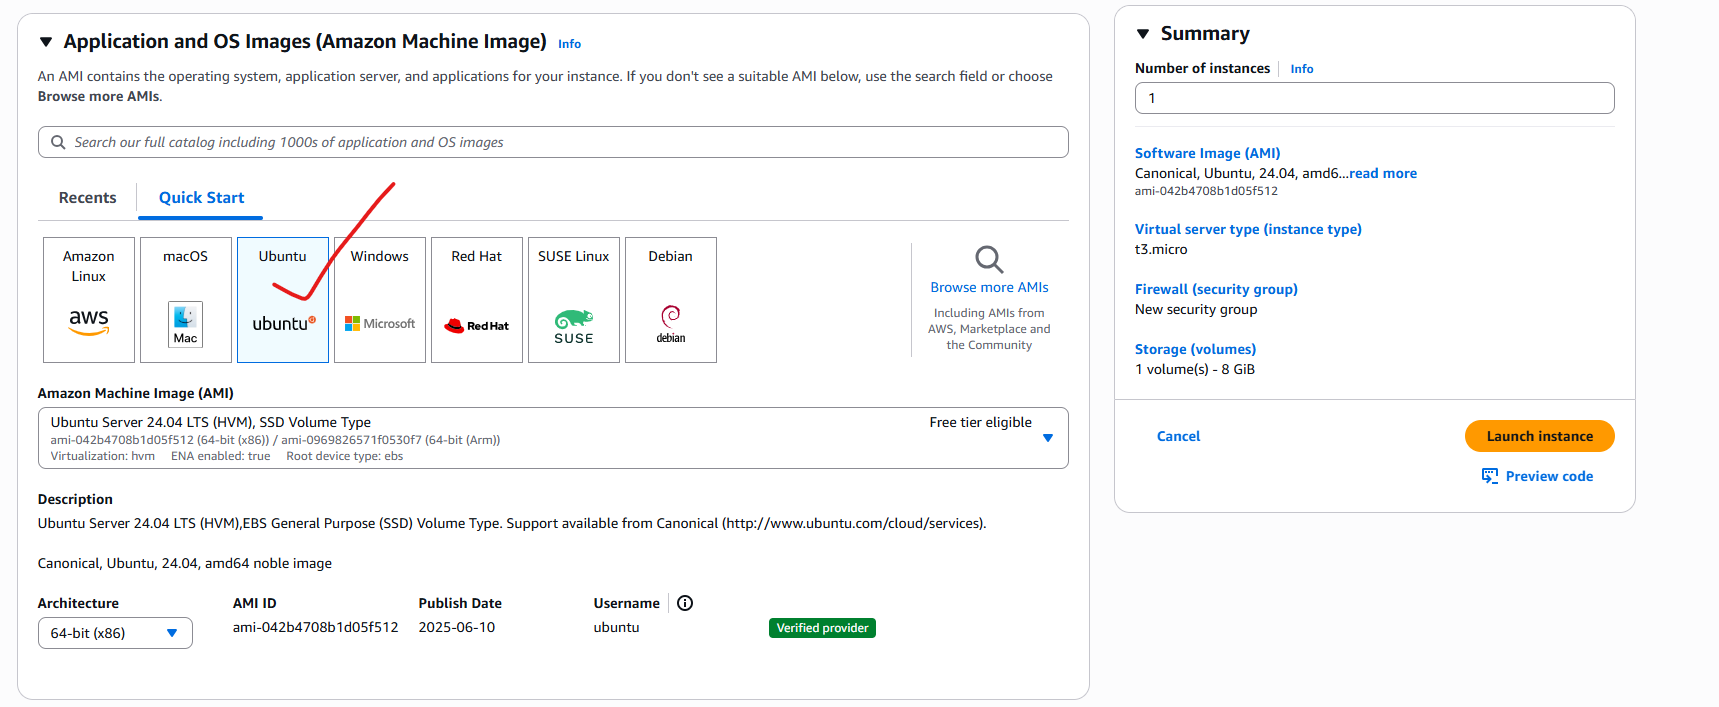 Application and OS Images (Amazon Machine Image) Info
An AMI contains the operating system, application server, and applications for your instance. If you don't see a suitable AMI below, use the search field or choose
Browse more AMIs.
Search our full catalog including 1000s of application and OS images
Recents
Quick Start
Amazon
Linux
aws
macOS
Mac
Ubuntu
ubuntu
Windows
Microsoft
Red Hat
Red Hat
SUSE Linux
SUSE
Debian
debian
Browse more AMIs
Including AMIs from
AWS, Marketplace and
the Community
Amazon Machine Image (AMI)
Ubuntu Server 24.04 LTS (HVM), SSD Volume Type
Free tier eligible
ami-042b4708b1d05f512 (64-bit (x86)) / ami-0969826571f0530f7 (64-bit (Arm))
Virtualization: hvm ENA enabled: true Root device type: ebs
Description
Ubuntu Server 24.04 LTS (HVM),EBS General Purpose (SSD) Volume Type. Support available from Canonical (http://www.ubuntu.com/cloud/services).
Canonical, Ubuntu, 24.04, amd64 noble image
Architecture
64-bit (x86)
AMI ID
ami-042b4708b1d05f512
Publish Date
2025-06-10
Username
ubuntu
Verified provider
Summary
Number of instances Info
1
Software Image (AMI)
Canonical, Ubuntu, 24.04, amd6...read more
ami-042b4708b1d05f512
Virtual server type (instance type)
t3.micro
Firewall (security group)
New security group
Storage (volumes)
1 volume(s) - 8 GiB
Cancel
Launch instance
Preview code